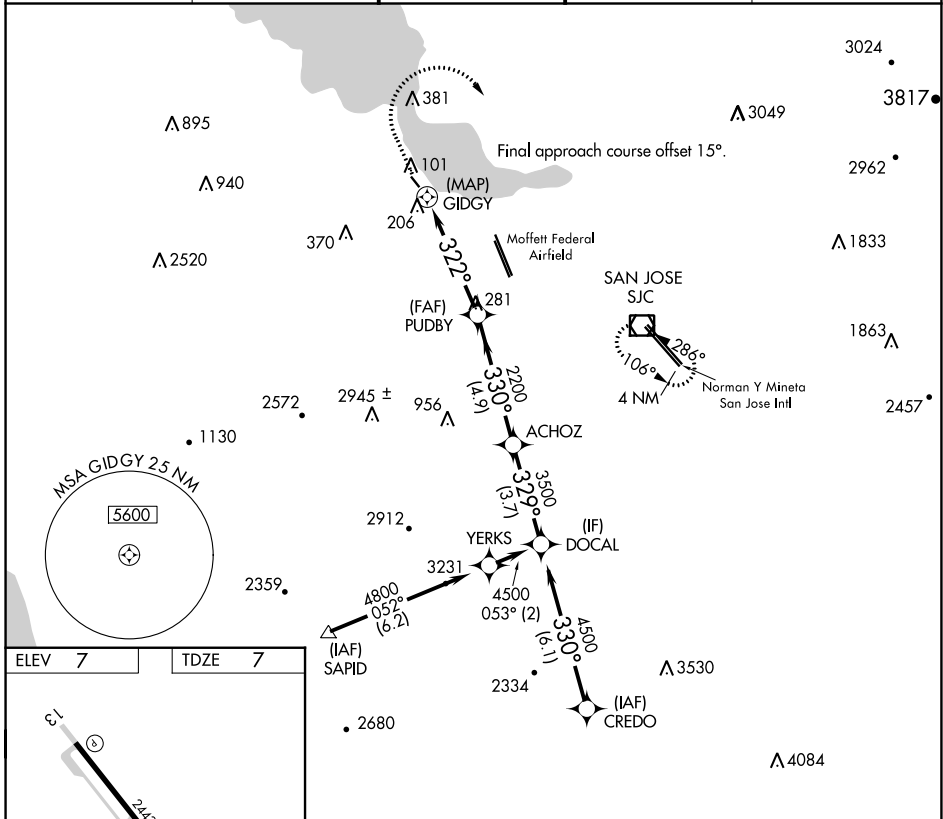 3024
3817
381
3049
895
Final approach course offset 15°.
2962
101
(MAP)
GIDGY
940
206
370
Moffett Federal
Airfield
1833
2520
322°
SAN JOSE
SJC
281
(FAF)
PUDBY
286°
106°
1863
4 NM
Norman Y Mineta
San Jose Intl
2200
330°
(4.9)
2945 ±
956
2572
2457
1130
ACHOZ
MSA GIDGY 25 NM
5600
3500
329°
(3.7)
2912
(IF)
DOCAL
YERKS
3231
2359
4800
052°
(6.2)
4500
053° (2)
(IAF)
SAPID
4500
330°
(6.1)
ELEV 7
TDZE 7
2334
3530
(IAF)
CREDO
13
P
2680
4084